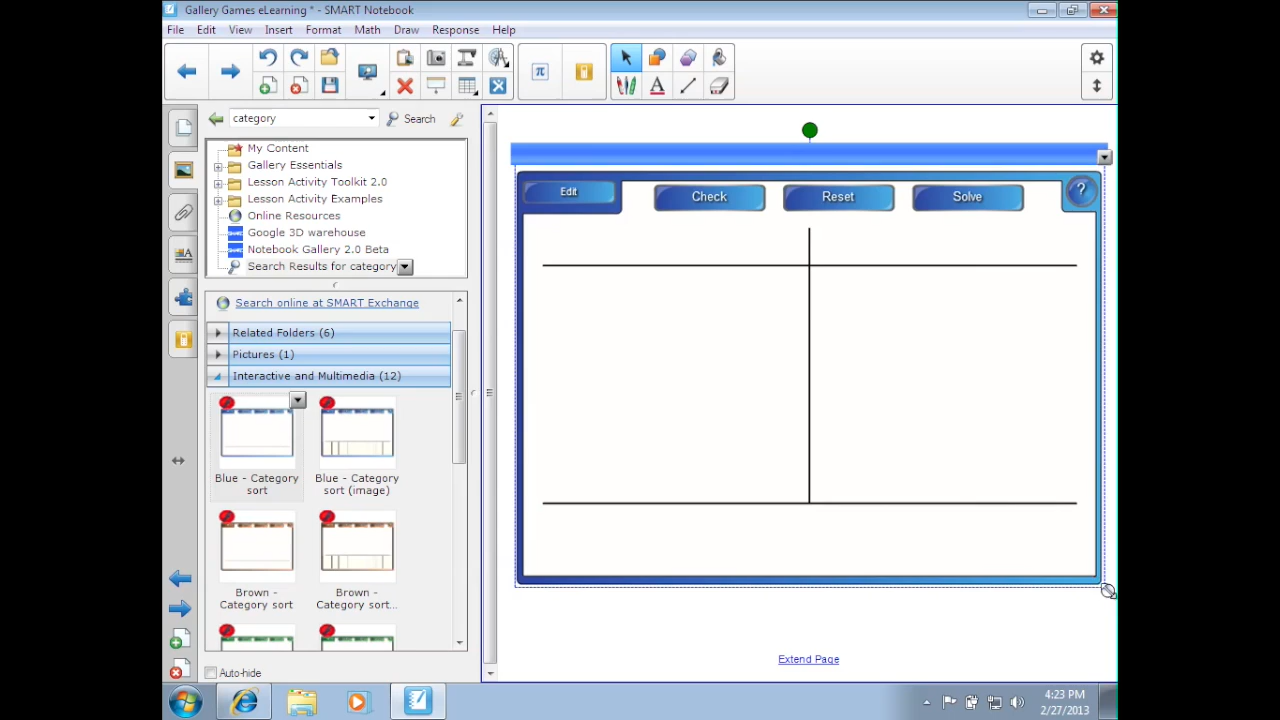 Gallery Games eLearning * - SMART Notebook
File Edit View Insert Format Math Draw Response Help
category Search
My Content
Gallery Essentials
Lesson Activity Toolkit 2.0
Lesson Activity Examples
Online Resources
Google 3D warehouse
Notebook Gallery 2.0 Beta
Search Results for category
Search online at SMART Exchange
Related Folders (6)
Pictures (1)
Interactive and Multimedia (12)
Blue - Category
sort
Blue - Category
sort (image)
Brown -
Category sort
Brown -
Category sort...
Auto-hide
Edit Check Reset Solve ?
Extend Page
4:23 PM
2/27/2013